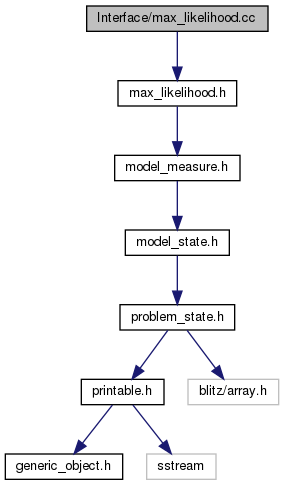 Interface/max_likelihood.cc
max_likelihood.h
model_measure.h
model_state.h
problem_state.h
printable.h
blitz/array.h
generic_object.h
sstream